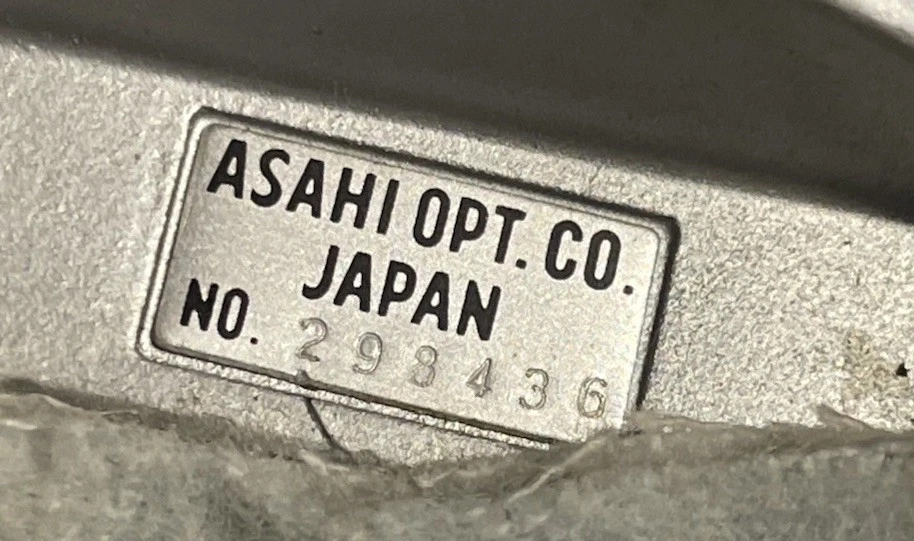 ASAHI OPT. CO.
JAPAN
NO. 298436